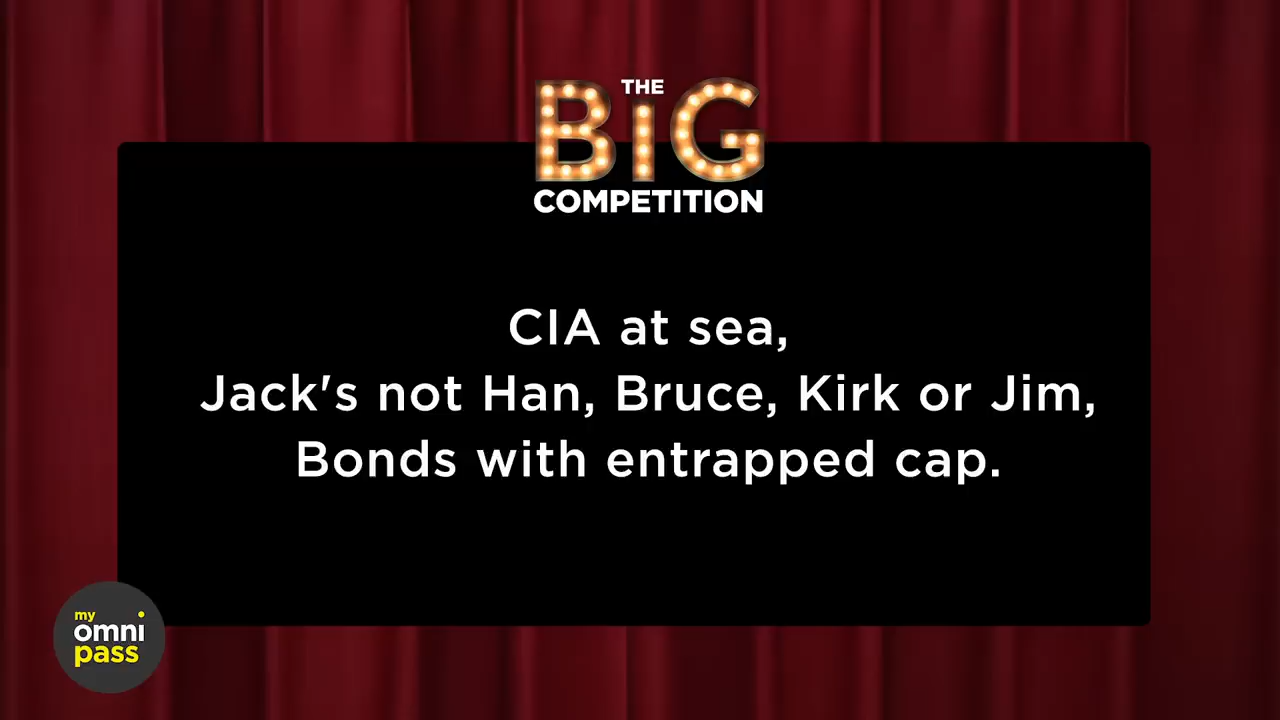 THE
BIG
COMPETITION
CIA at sea,
Jack's not Han, Bruce, Kirk or Jim,
Bonds with entrapped cap.
my
omni
pass